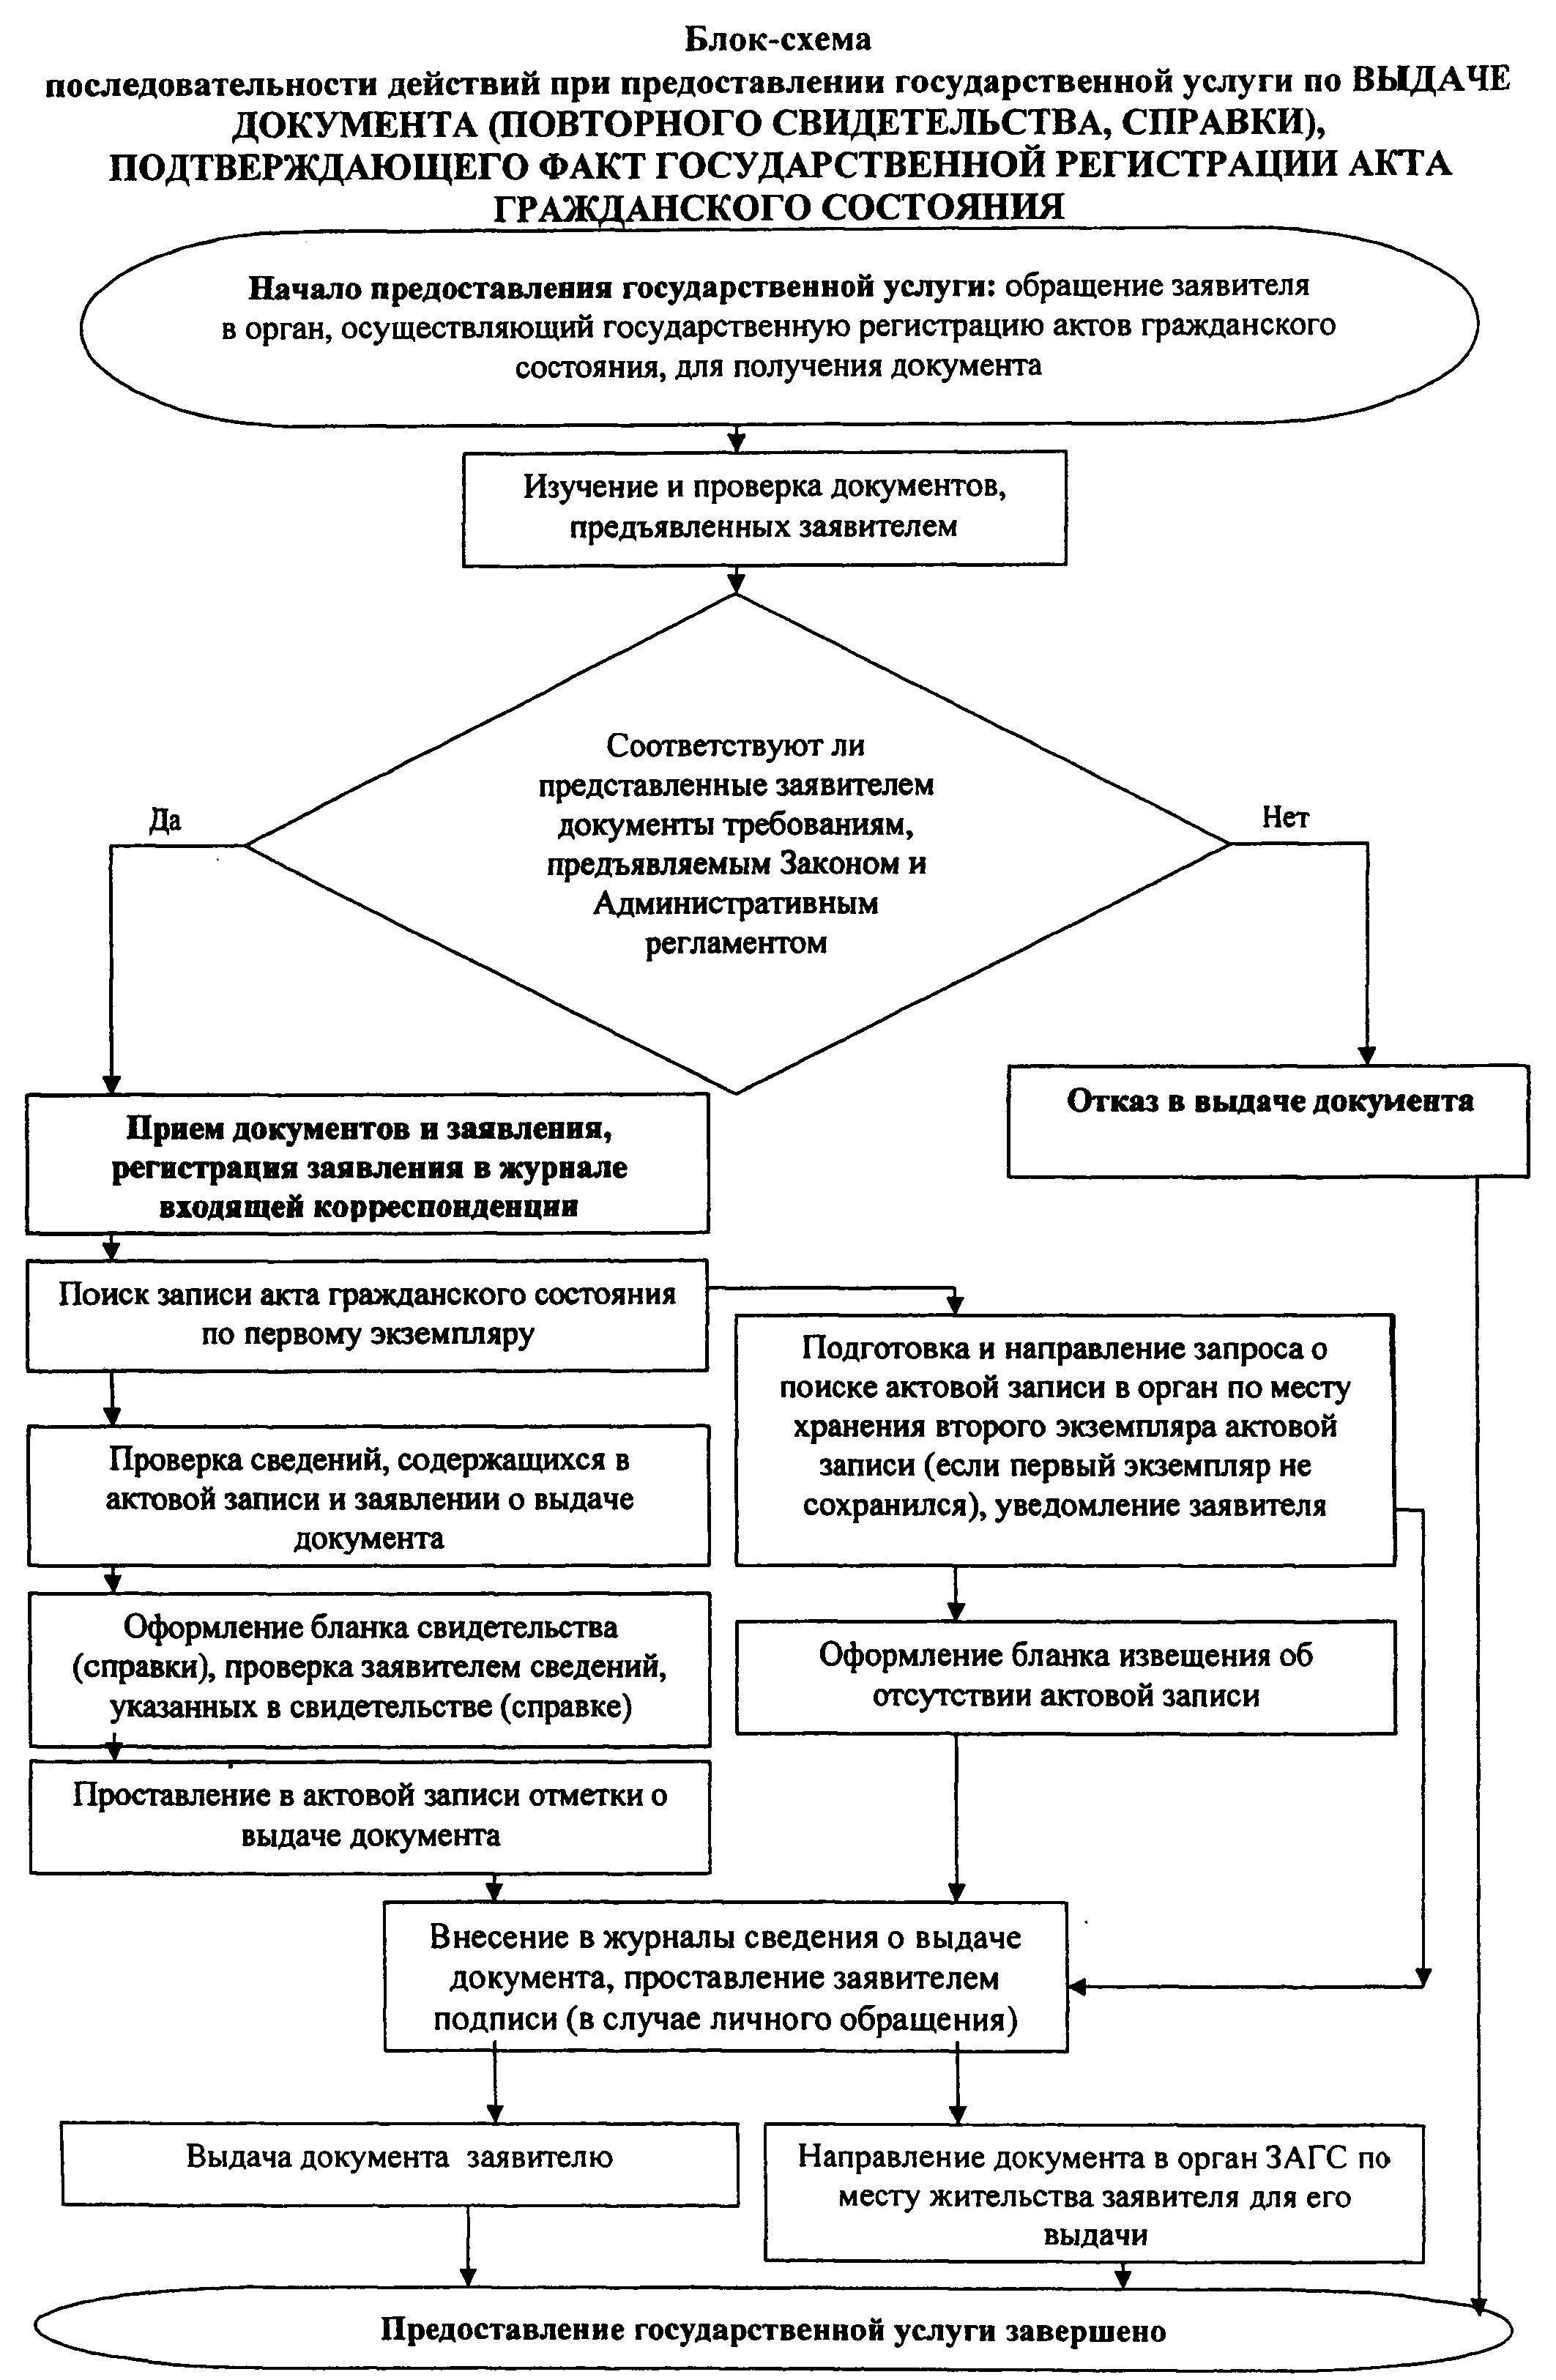 Блок-схема
последовательности действий при предоставлении государственной услуги по ВЫДАЧЕ
ДОКУМЕНТА (ПОВТОРНОГО СВИДЕТЕЛЬСТВА, СПРАВКИ),
ПОДТВЕРЖДАЮЩЕГО ФАКТ ГОСУДАРСТВЕННОЙ РЕГИСТРАЦИИ АКТА
ГРАЖДАНСКОГО СОСТОЯНИЯ
Начало предоставления государственной услуги: обращение заявителя
в орган, осуществляющий государственную регистрацию актов гражданского
состояния, для получения документа
Изучение и проверка документов,
предъявленных заявителем
Соответствуют ли
представленные заявителем
документы требованиям,
предъявляемым Законом и
Административным
регламентом
Да
Нет
Отказ в выдаче документа
Прием документов и заявления,
регистрация заявления в журнале
входящей корреспонденции
Поиск записи акта гражданского состояния
по первому экземпляру
Подготовка и направление запроса о
поиске актовой записи в орган по месту
хранения второго экземпляра актовой
записи (если первый экземпляр не
сохранился), уведомление заявителя
Проверка сведений, содержащихся в
актовой записи и заявлении о выдаче
документа
Оформление бланка свидетельства
(справки), проверка заявителем сведений,
указанных в свидетельстве (справке)
Оформление бланка извещения об
отсутствии актовой записи
Проставление в актовой записи отметки о
выдаче документа
Внесение в журналы сведения о выдаче
документа, проставление заявителем
подписи (в случае личного обращения)
Выдача документа заявителю
Направление документа в орган ЗАГС по
месту жительства заявителя для его
выдачи
Предоставление государственной услуги завершено